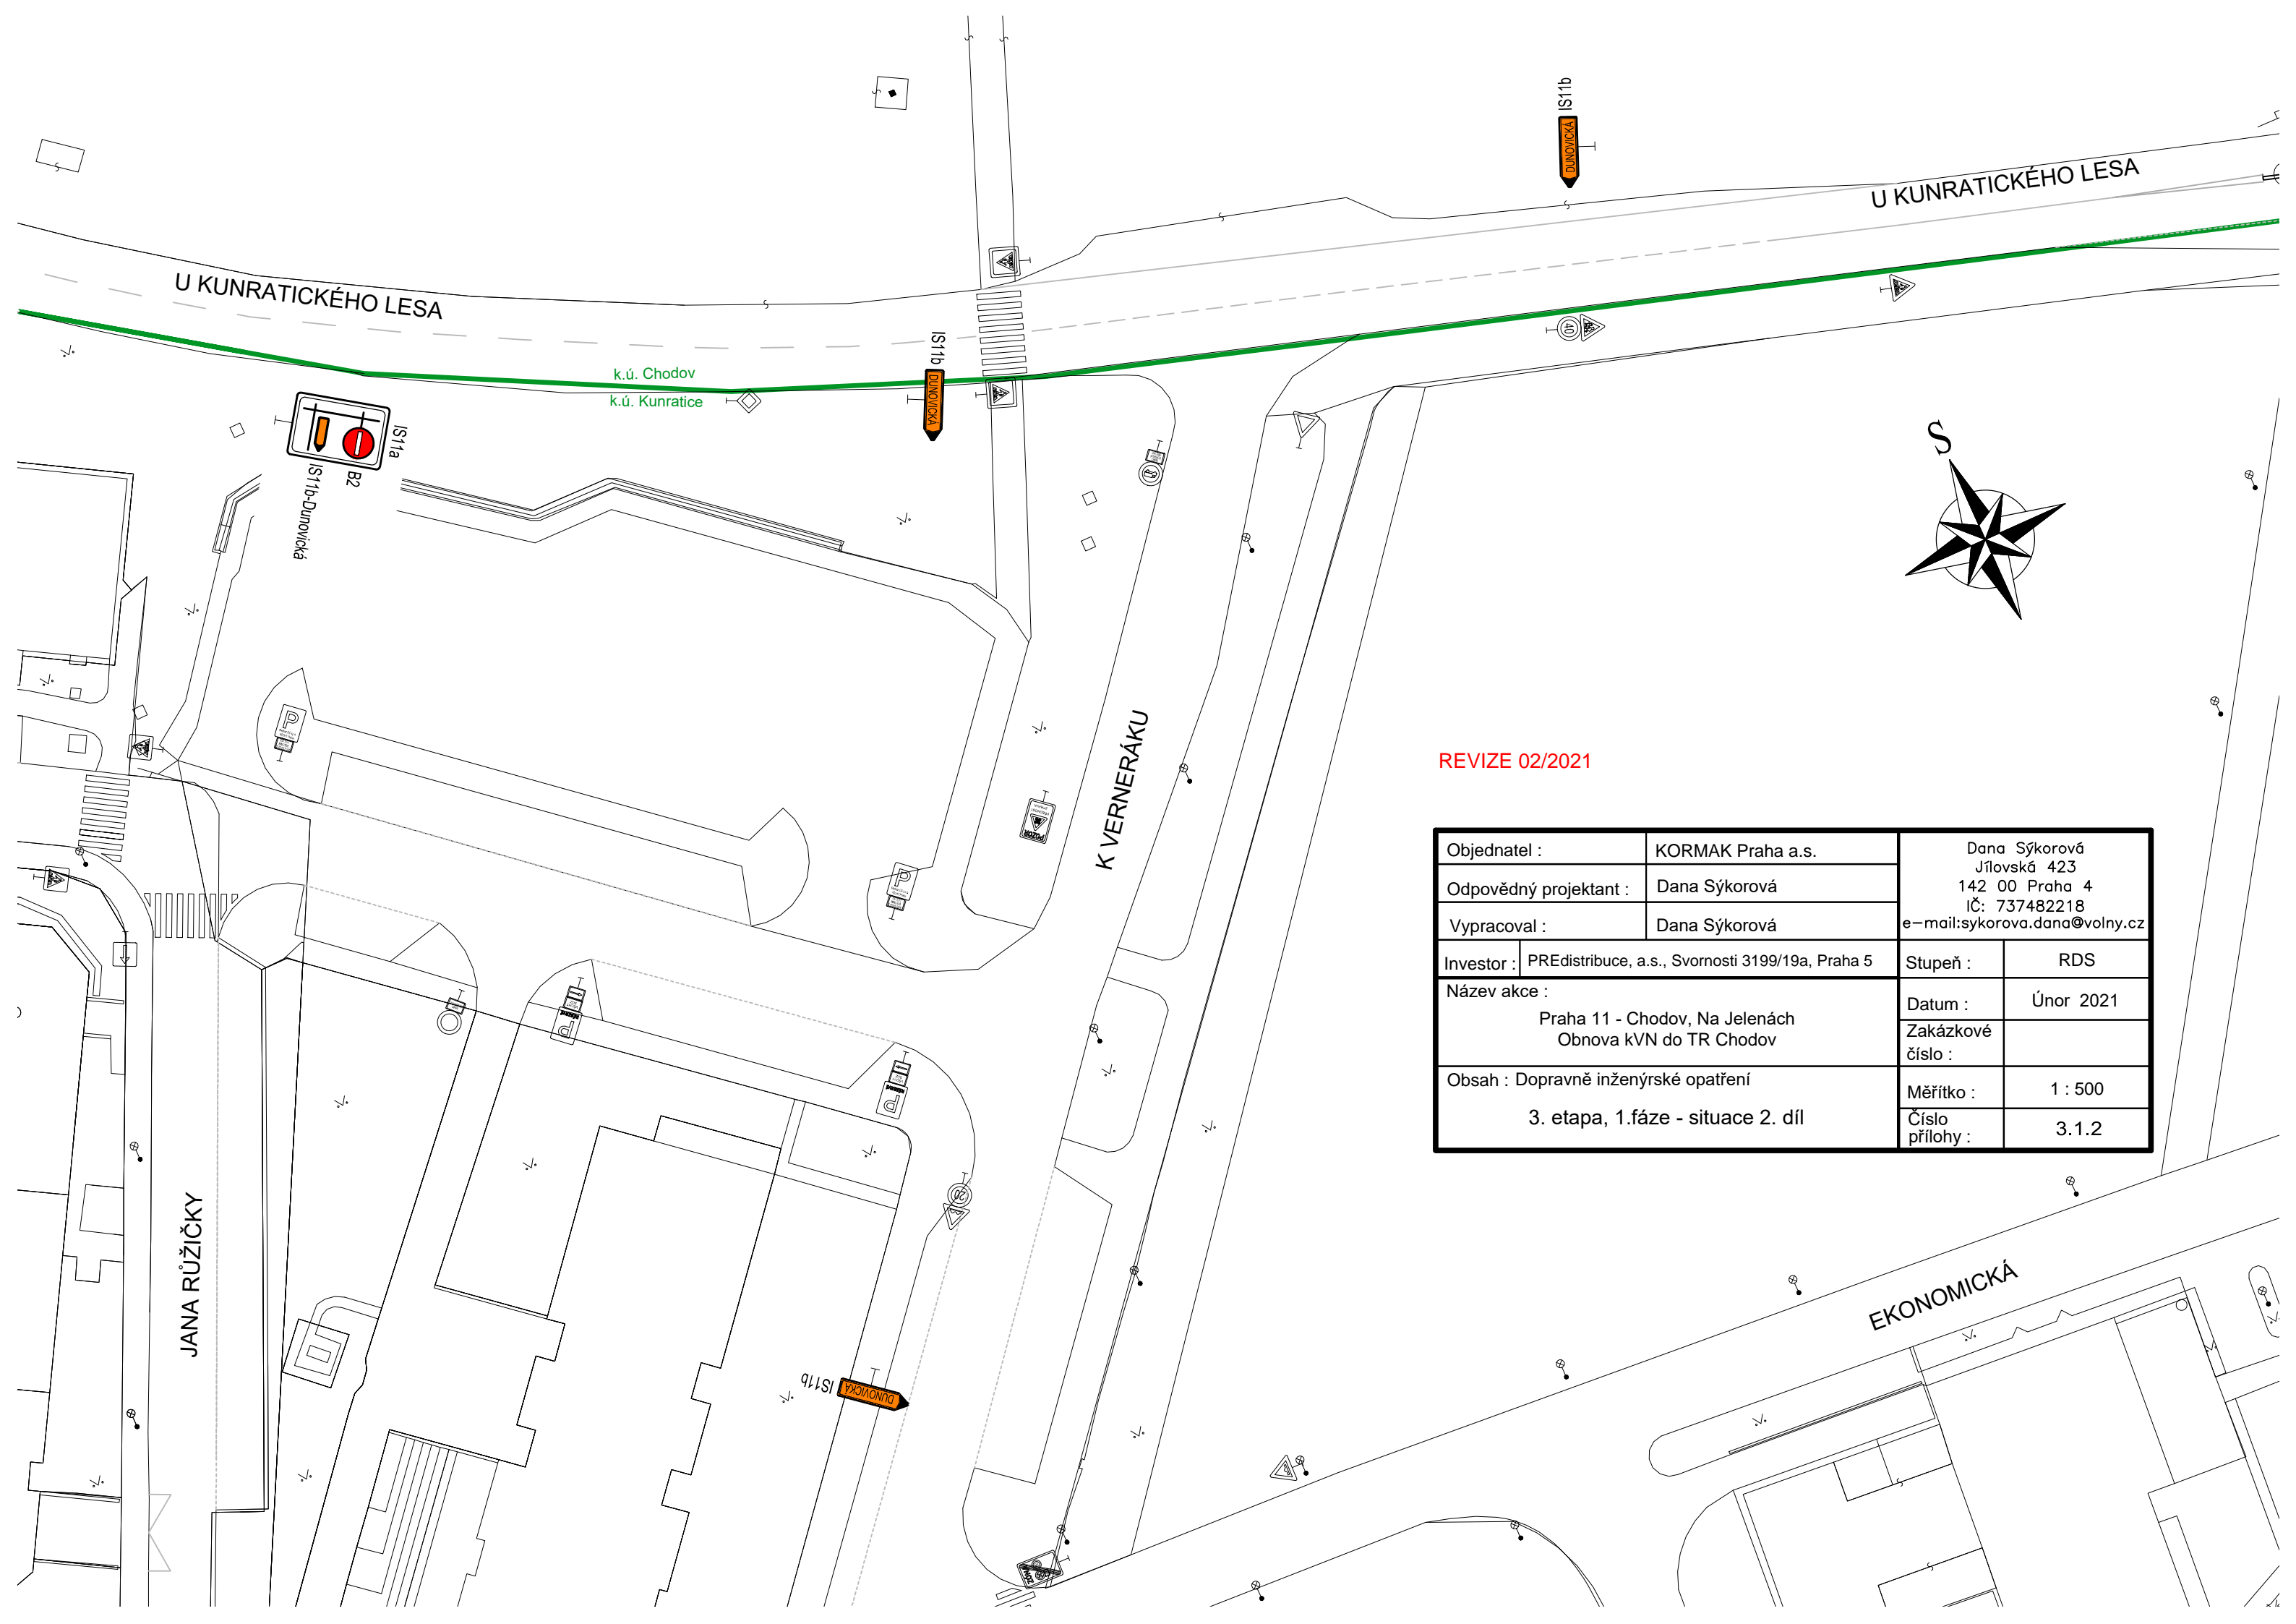 IS11b
DUNOVICKÁ
U KUNRATICKÉHO LESA
U KUNRATICKÉHO LESA
k.ú. Chodov
k.ú. Kunratice
IS11b
DUNOVICKÁ
40
IS11a
B2
IS11b-Dunovická
S
P
K VERNERÁKU
POZOR
P
REVIZE 02/2021
Objednatel :
KORMAK Praha a.s.
Odpovědný projektant :
Dana Sýkorová
Vypracoval :
Dana Sýkorová
Dana Sýkorová
Jílovská 423
142 00 Praha 4
IČ: 737482218
e-mail:sykorova.dana@volny.cz
Investor :
PREdistribuce, a.s., Svornosti 3199/19a, Praha 5
Stupeň :
RDS
Název akce :
Praha 11 - Chodov, Na Jelenách
Obnova kVN do TR Chodov
Datum :
Únor 2021
Zakázkové
číslo :
Obsah : Dopravně inženýrské opatření
3. etapa, 1.fáze - situace 2. díl
Měřítko :
1 : 500
Číslo
přílohy :
3.1.2
P
P
20
JANA RŮŽIČKY
IS11b
DUNOVICKÁ
EKONOMICKÁ
ZÓNA